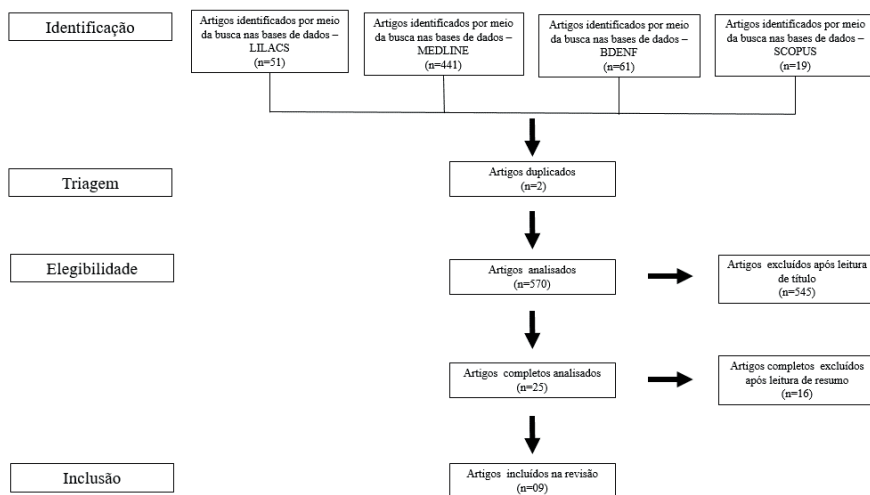 Identificação
Artigos identificados por meio
da busca nas bases de dados –
LILACS
(n=51)
Artigos identificados por meio
da busca nas bases de dados –
MEDLINE
(n=441)
Artigos identificados por meio
da busca nas bases de dados –
BDENF
(n=61)
Artigos identificados por meio
da busca nas bases de dados –
SCOPUS
(n=19)
Triagem
Artigos duplicados
(n=2)
Elegibilidade
Artigos analisados
(n=570)
Artigos excluídos após leitura
de título
(n=545)
Artigos completos analisados
(n=25)
Artigos completos excluídos
após leitura de resumo
(n=16)
Inclusão
Artigos incluídos na revisão
(n=09)